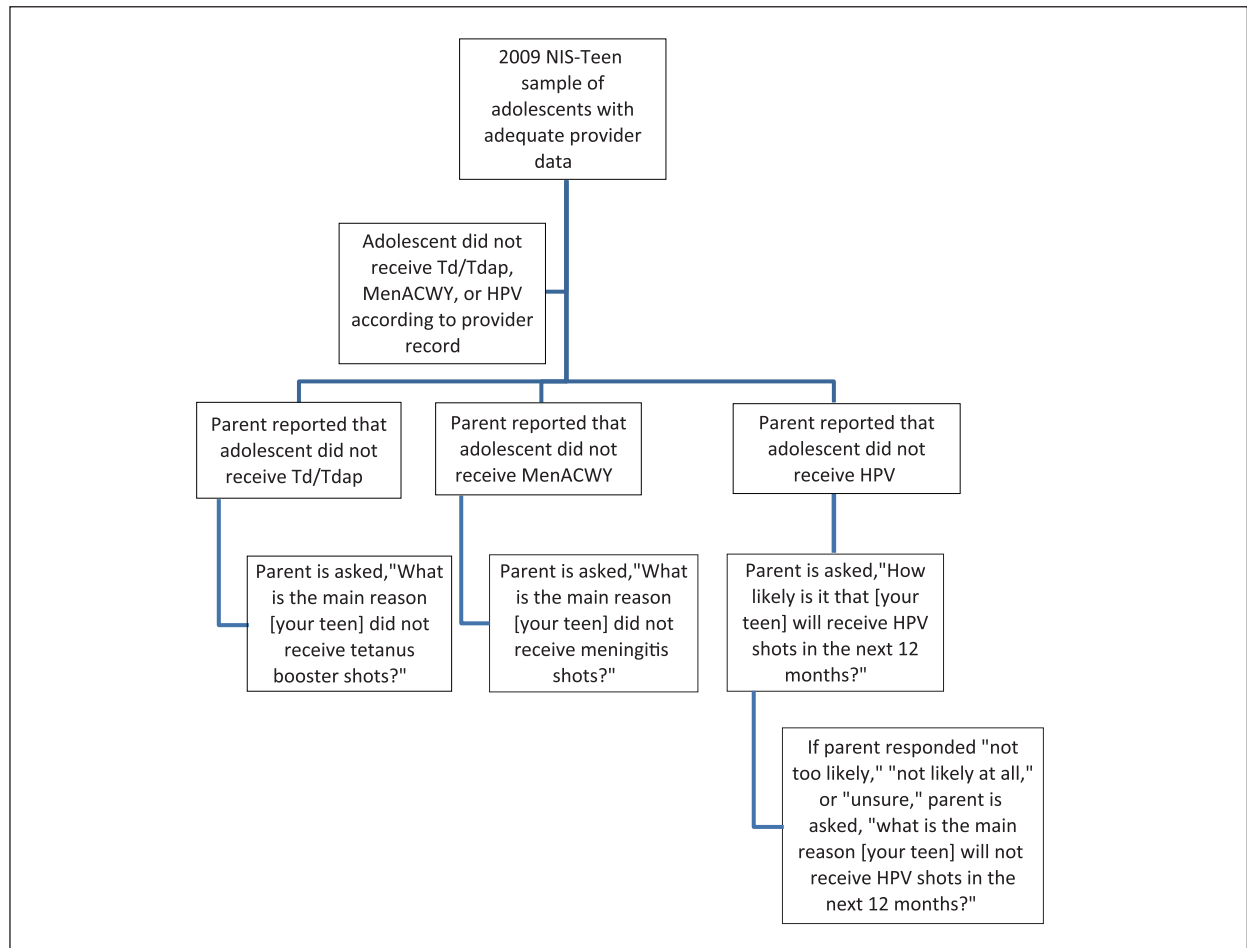 2009 NIS-Teen
sample of
adolescents with
adequate provider
data
Adolescent did not
receive Td/Tdap,
MenACWY, or HPV
according to provider
record
Parent reported that
adolescent did not
receive Td/Tdap
Parent reported that
adolescent did not
receive MenACWY
Parent reported that
adolescent did not
receive HPV
Parent is asked,"What
is the main reason
[your teen] did not
receive tetanus
booster shots?"
Parent is asked,"What
is the main reason
[your teen] did not
receive meningitis
shots?"
Parent is asked,"How
likely is it that [your
teen] will receive HPV
shots in the next 12
months?"
If parent responded "not
too likely," "not likely at all,"
or "unsure," parent is
asked, "what is the main
reason [your teen] will not
receive HPV shots in the
next 12 months?"